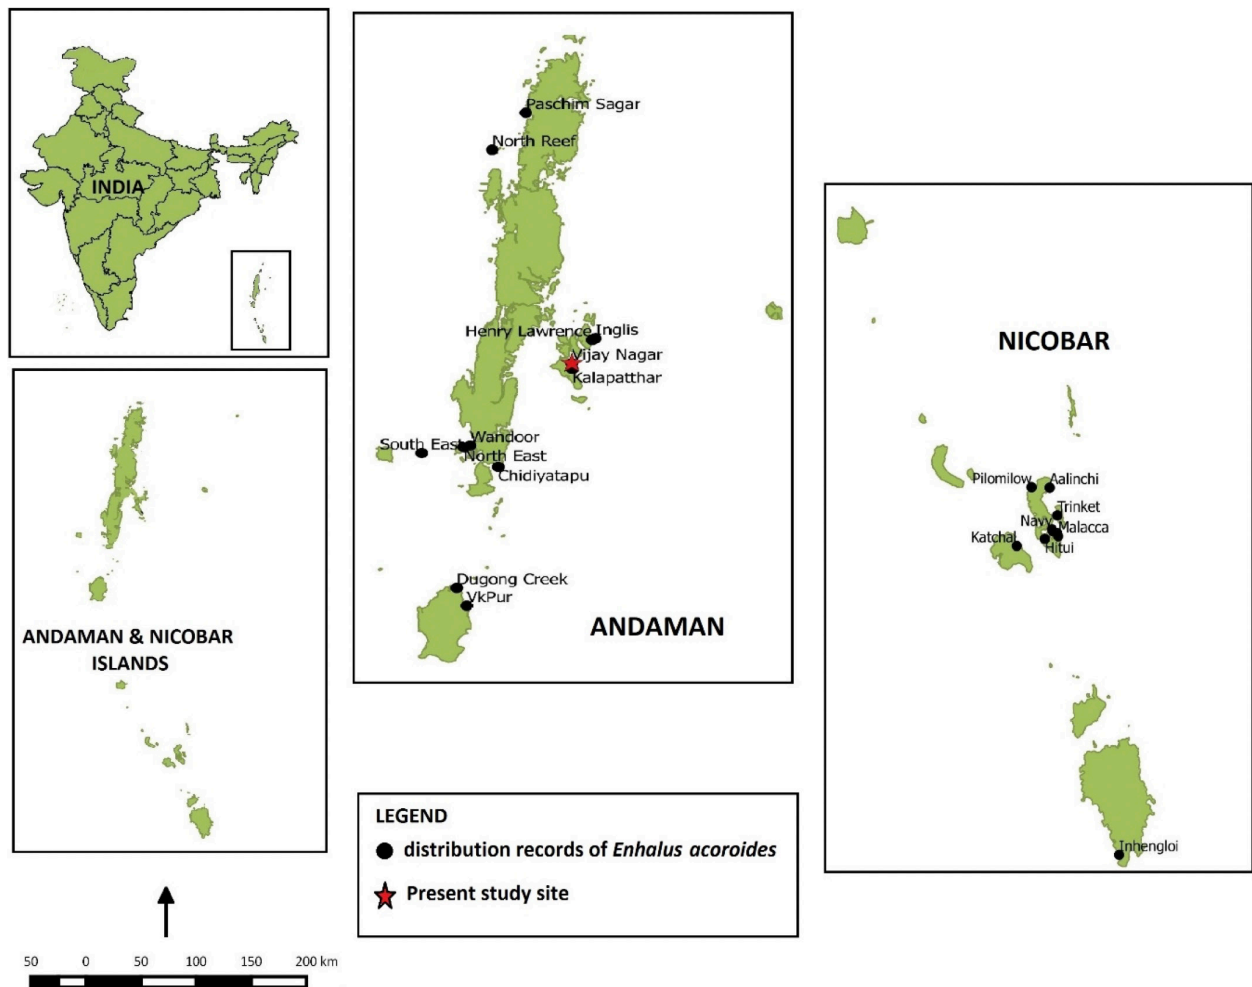 INDIA
ANDAMAN & NICOBAR
ISLANDS
50 0 50 100 150 200 km
Paschim Sagar
North Reef
Henry Lawrence
Inglis
Vijay Nagar
Kalapatthar
South East
Wandoor
North East
Chidiyatapu
Dugong Creek
VkPur
ANDAMAN
LEGEND
distribution records of Enhalus acoroides
Present study site
NICOBAR
Pilomilow
Aalinchi
Trinket
Navy
Malacca
Katchal
Hitui
Inhengloi